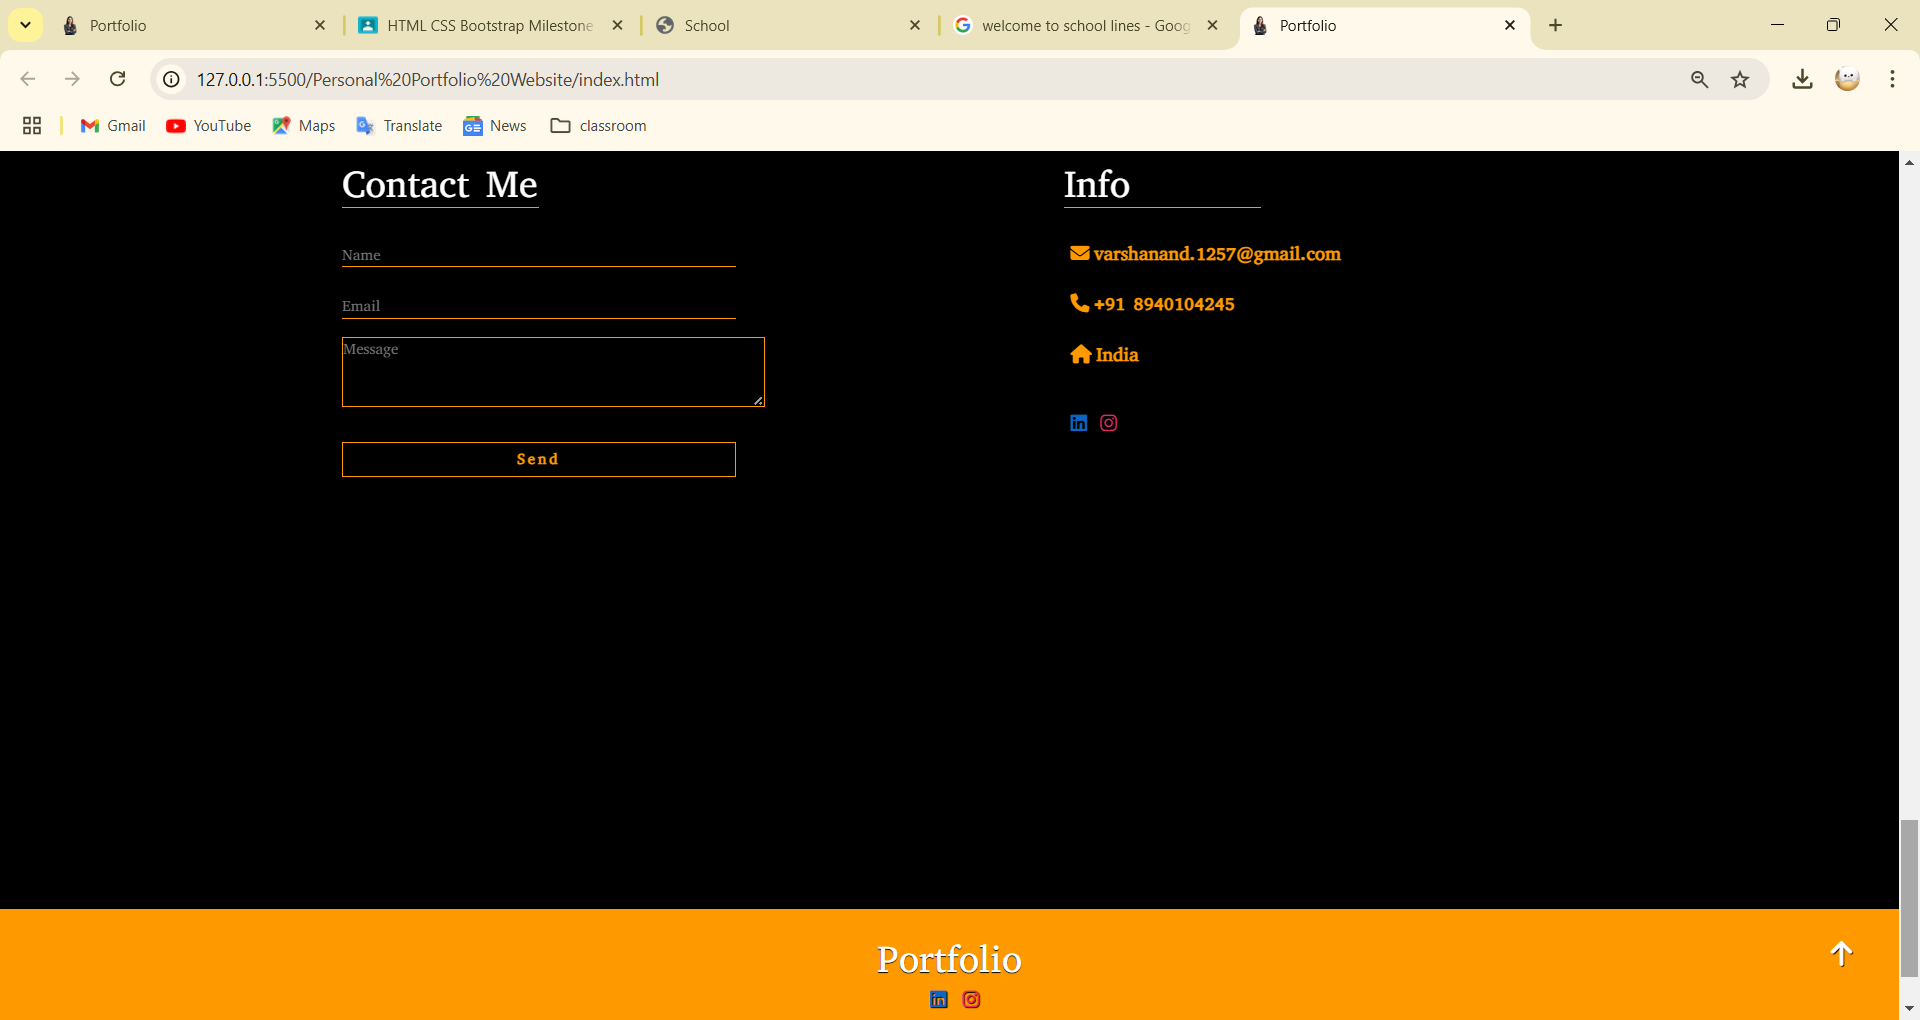 Portfolio
HTML CSS Bootstrap Milestone
School
welcome to school lines - Goog
Portfolio
127.0.0.1:5500/Personal%20Portfolio%20Website/index.html
Gmail
YouTube
Maps
Translate
News
classroom
Contact Me
Name
Email
Message
Send
Info
varshanand.1257@gmail.com
+91 8940104245
India
Portfolio